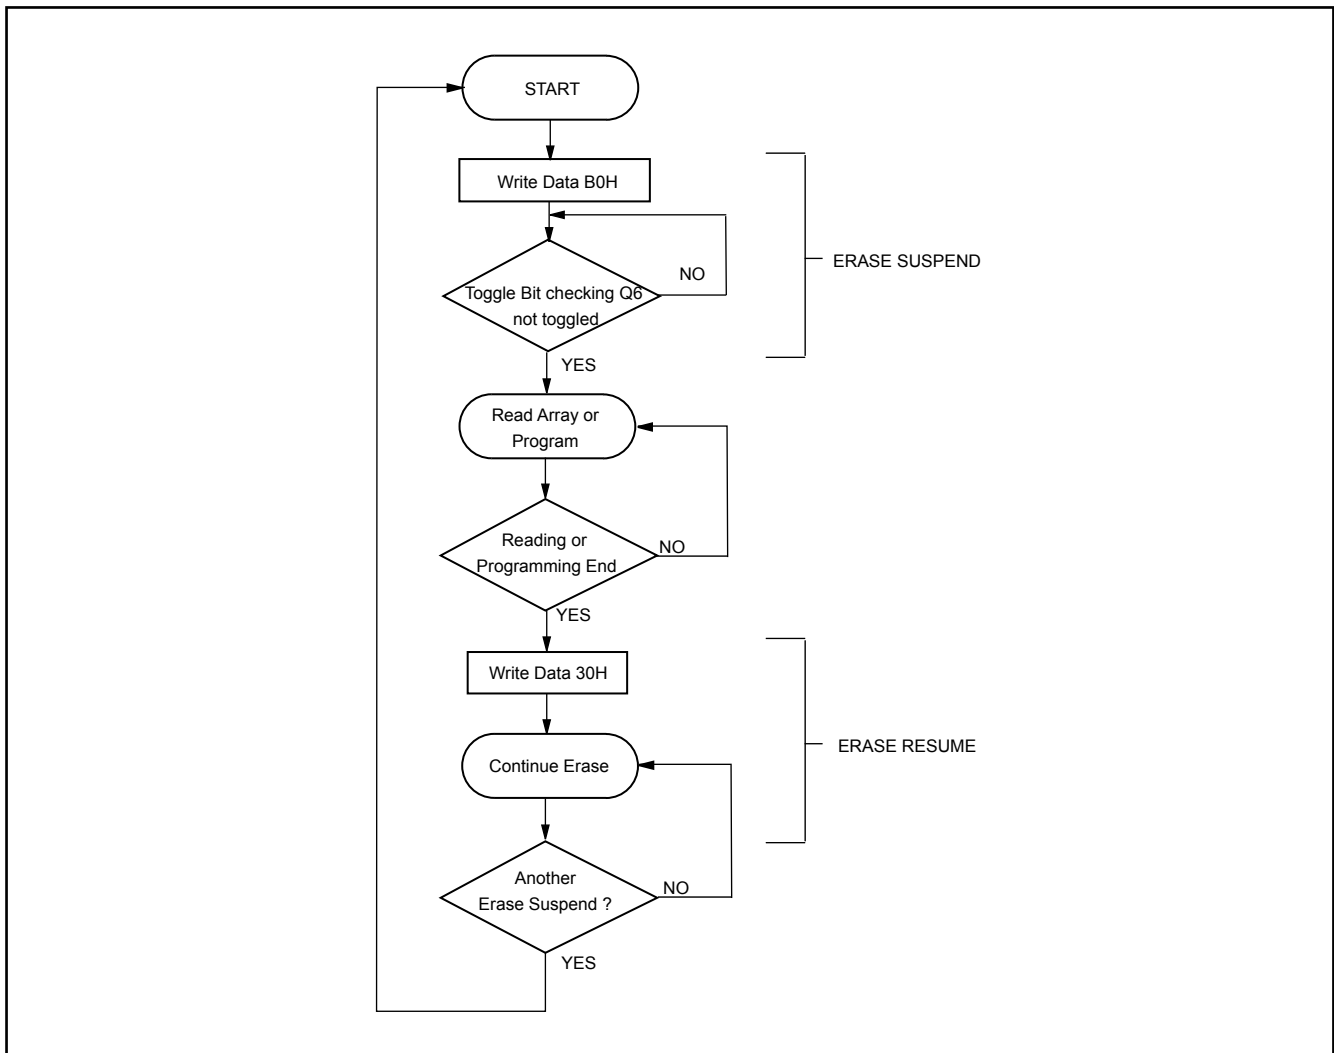 START
Write Data B0H
ERASE SUSPEND
NO
Toggle Bit checking Q6
not toggled
YES
Read Array or
Program
Reading or
Programming End
NO
YES
Write Data 30H
ERASE RESUME
Continue Erase
Another
Erase Suspend ?
NO
YES